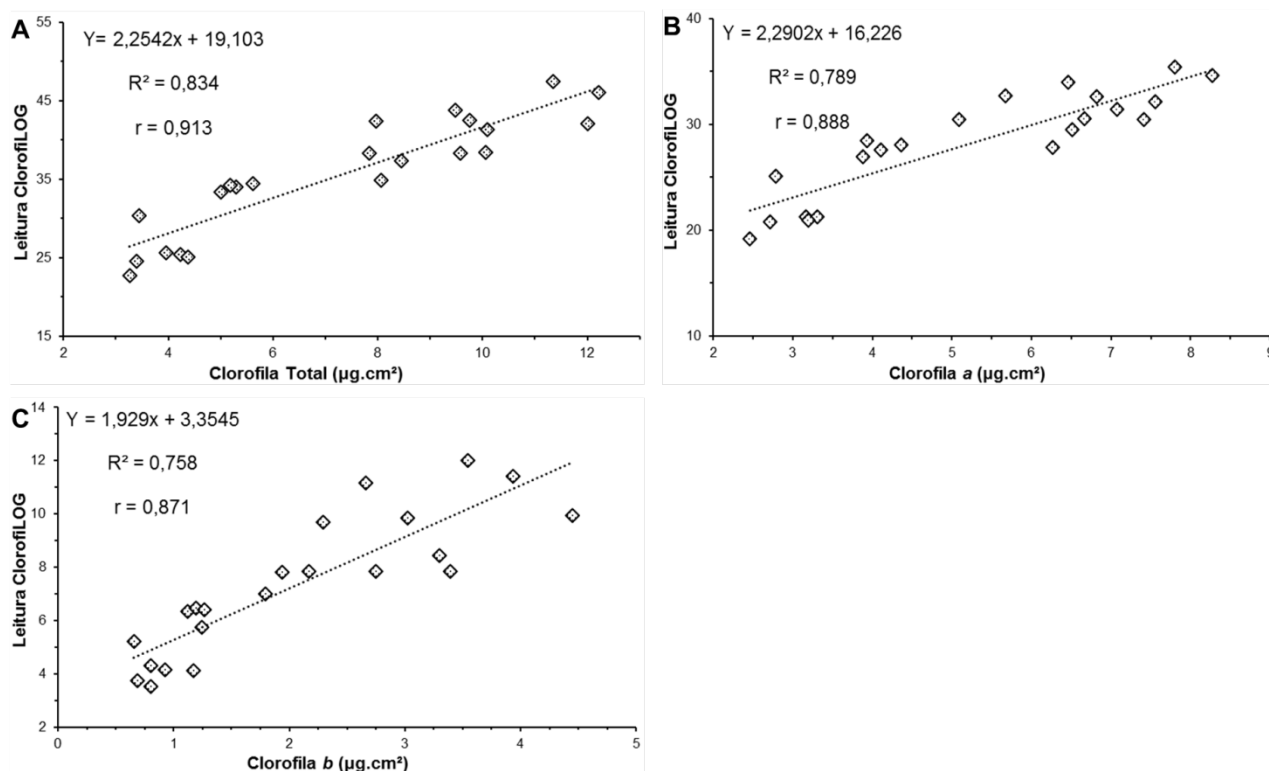 A
Y= 2,2542x + 19,103
R² = 0,834
r = 0,913
Leitura ClorofiLOG
55
45
35
25
15
2 4 6 8 10 12
Clorofila Total (µg.cm²)
B
Y = 2,2902x + 16,226
R² = 0,789
r = 0,888
Leitura ClorofiLOG
40
30
20
10
2 3 4 5 6 7 8 9
Clorofila a (µg.cm²)
C
Y = 1,929x + 3,3545
R² = 0,758
r = 0,871
Leitura ClorofiLOG
14
12
10
8
6
4
2
0 1 2 3 4 5
Clorofila b (µg.cm²)